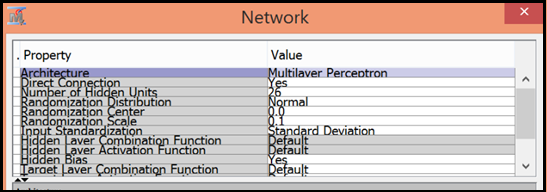 Network
. Property Value
Architecture Multilayer Perceptron
Direct Connection Yes
Number of Hidden Units 26
Randomization Distribution Normal
Randomization Center 0.0
Randomization Scale 0.1
Input Standardization Standard Deviation
Hidden Layer Combination Function Default
Hidden Layer Activation Function Default
Hidden Bias Yes
Target Layer Combination Function Default